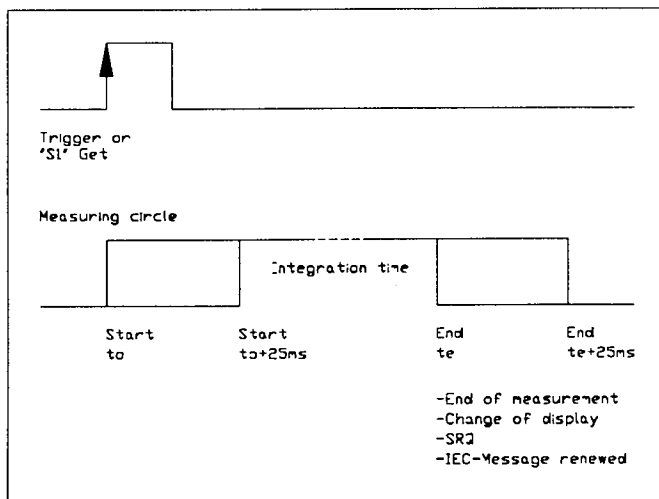 Trigger or
"S1" Get
Measuring circle
Integration time
Start
to
Start
to+25ms
End
te
End
te+25ms
-End of measurement
-Change of display
-SRQ
-IEC-Message renewed